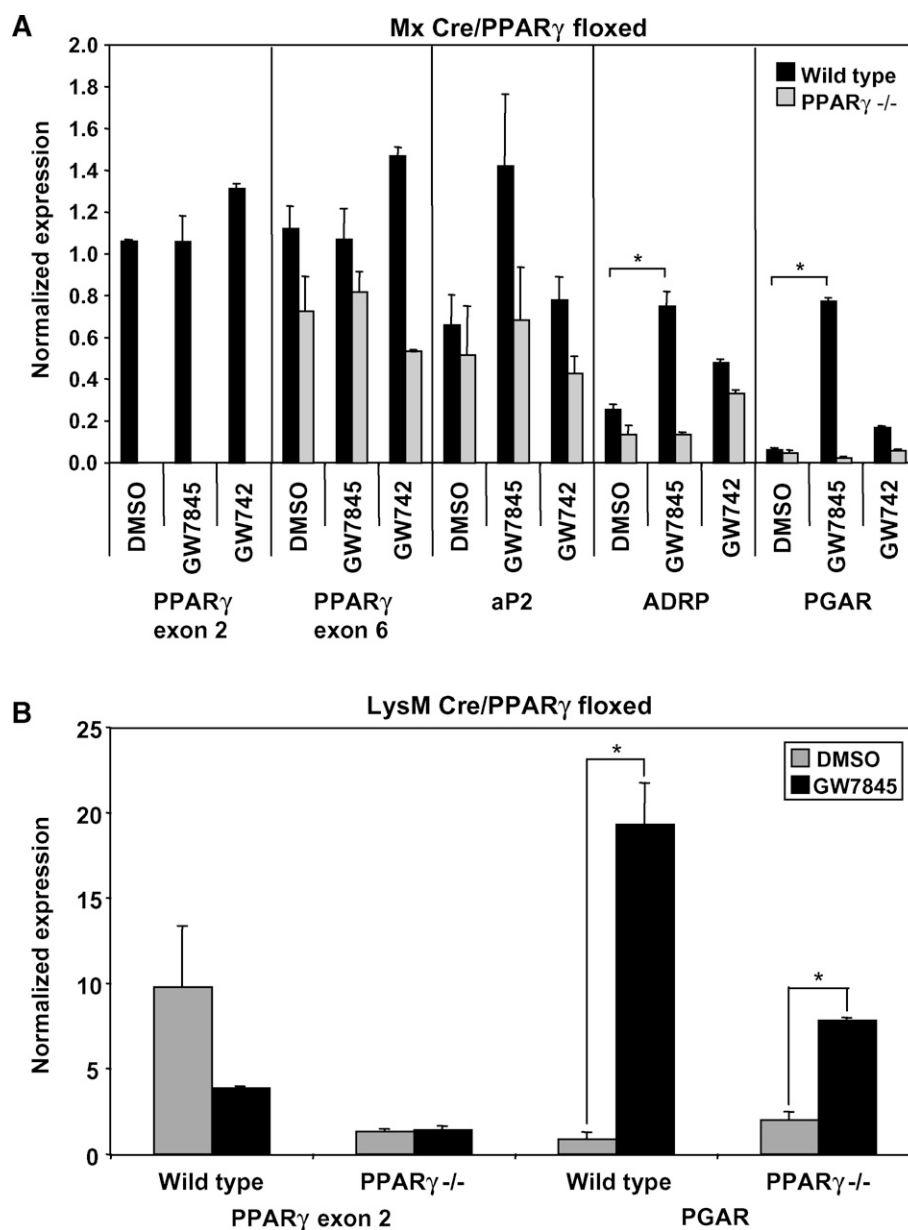 A
Mx Cre/PPARγ floxed
Normalized expression
2.0
1.8
1.6
1.4
1.2
1.0
0.8
0.6
0.4
0.2
0.0
Wild type
PPARγ -/-
*
*
DMSO
GW7845
GW742
DMSO
GW7845
GW742
DMSO
GW7845
GW742
DMSO
GW7845
GW742
DMSO
GW7845
GW742
PPARγ
exon 2
PPARγ
exon 6
aP2
ADRP
PGAR
B
LysM Cre/PPARγ floxed
Normalized expression
25
20
15
10
5
0
DMSO
GW7845
*
*
Wild type
PPARγ-/-
Wild type
PPARγ-/-
PPARγ exon 2
PGAR